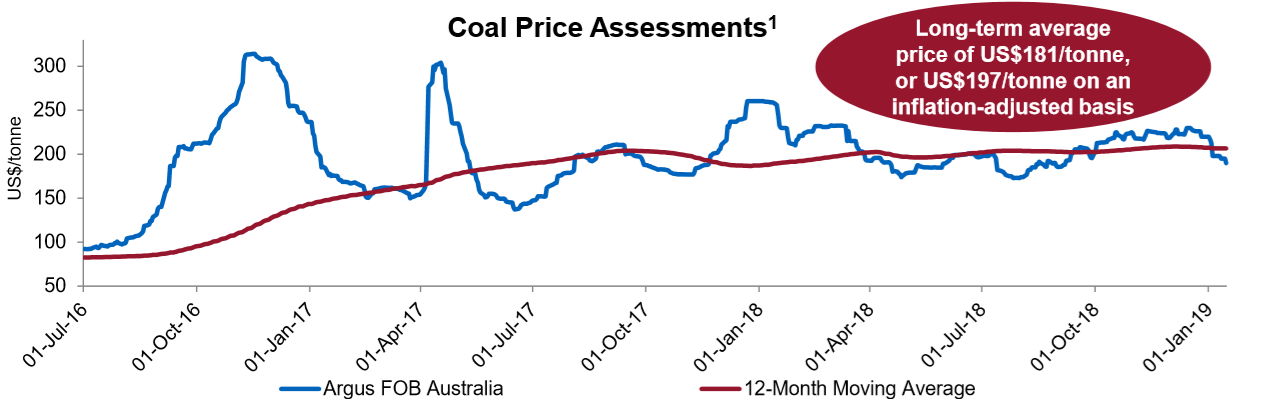 Coal Price Assessments1
Long-term average
price of US$181/tonne,
or US$197/tonne on an
inflation-adjusted basis
US$/tonne
300
250
200
150
100
50
01-Jul-16
01-Oct-16
01-Jan-17
01-Apr-17
01-Jul-17
01-Oct-17
01-Jan-18
01-Apr-18
01-Jul-18
01-Oct-18
01-Jan-19
Argus FOB Australia
12-Month Moving Average